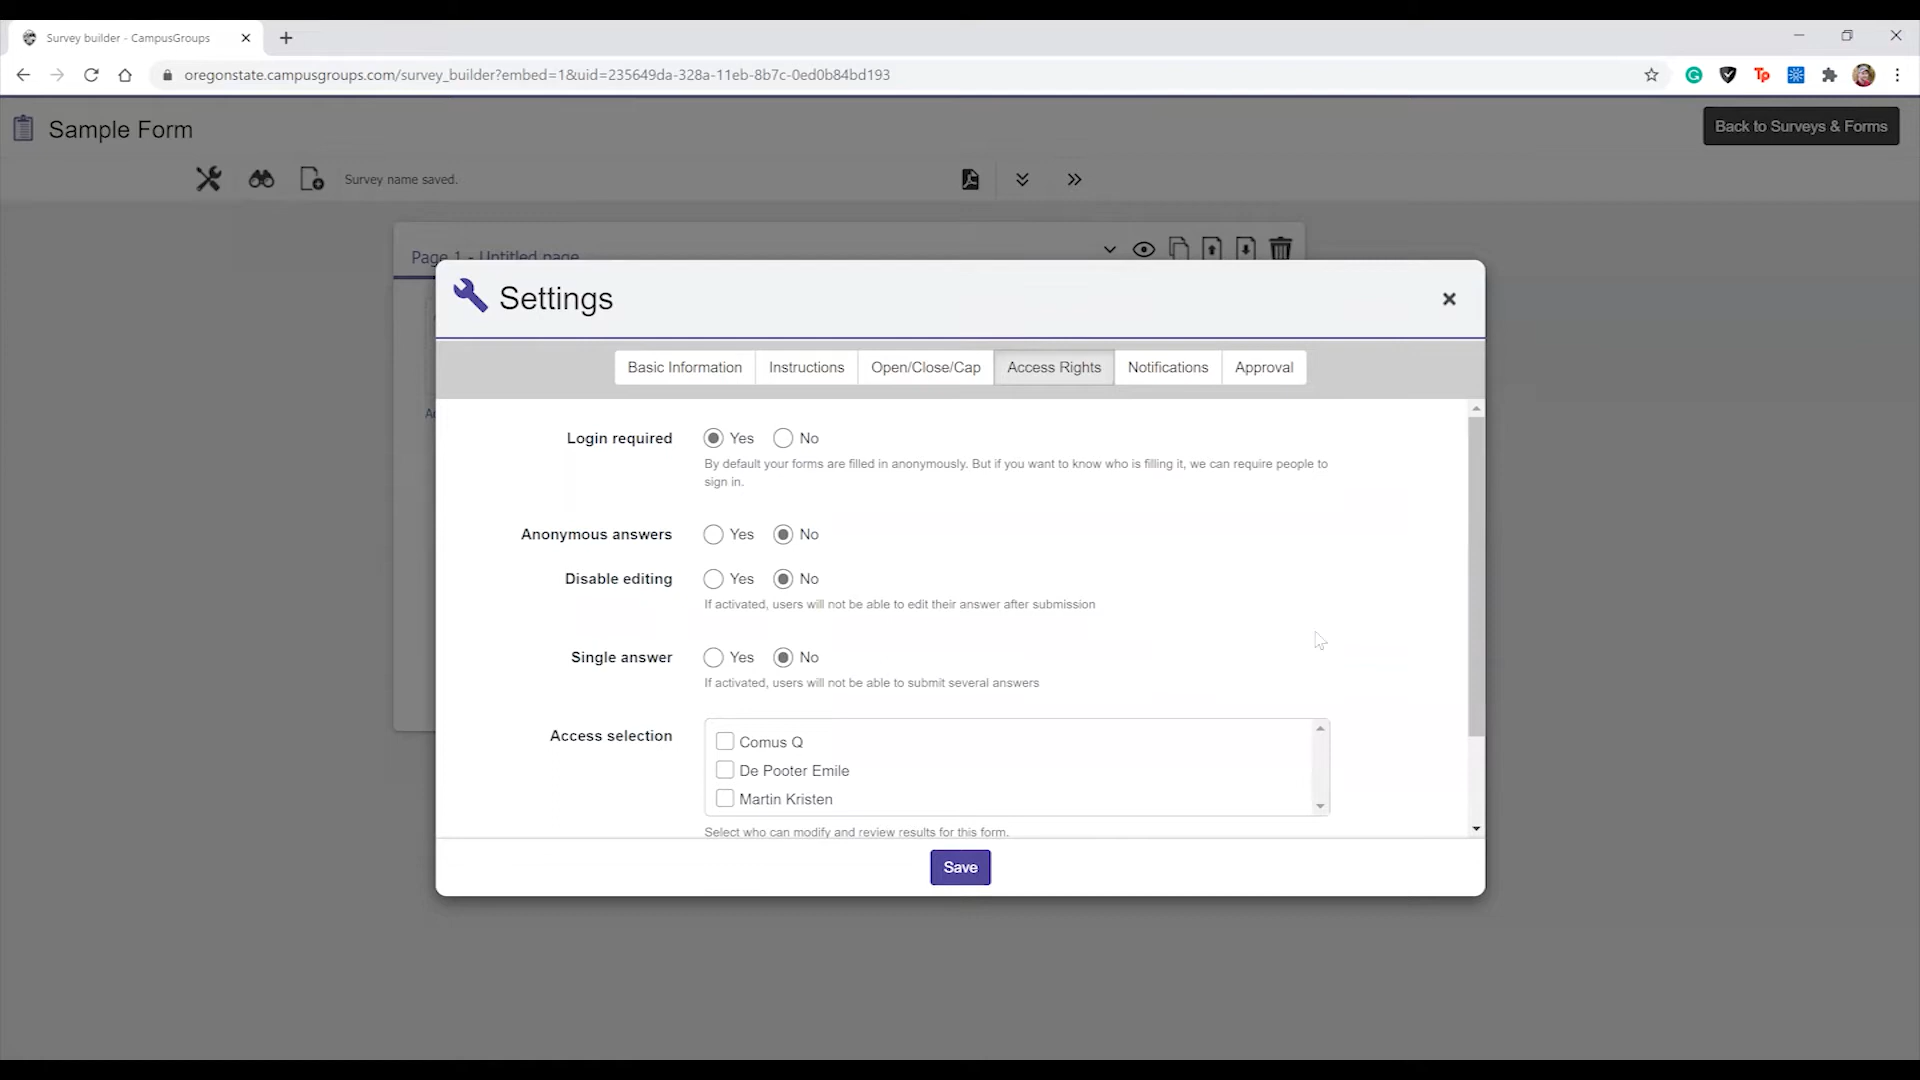 Survey builder - CampusGroups
oregonstate.campusgroups.com/survey_builder?embed=1&uid=235649da-328a-11eb-8b7c-0ed0b84bd193
Sample Form
Back to Surveys & Forms
Survey name saved.
Page 1 - Untitled page
Settings
Basic Information Instructions Open/Close/Cap Access Rights Notifications Approval
Login required Yes No
By default your forms are filled in anonymously. But if you want to know who is filling it, we can require people to
sign in.
Anonymous answers Yes No
Disable editing Yes No
If activated, users will not be able to edit their answer after submission
Single answer Yes No
If activated, users will not be able to submit several answers
Access selection
Comus Q
De Pooter Emile
Martin Kristen
Select who can modify and review results for this form.
Save